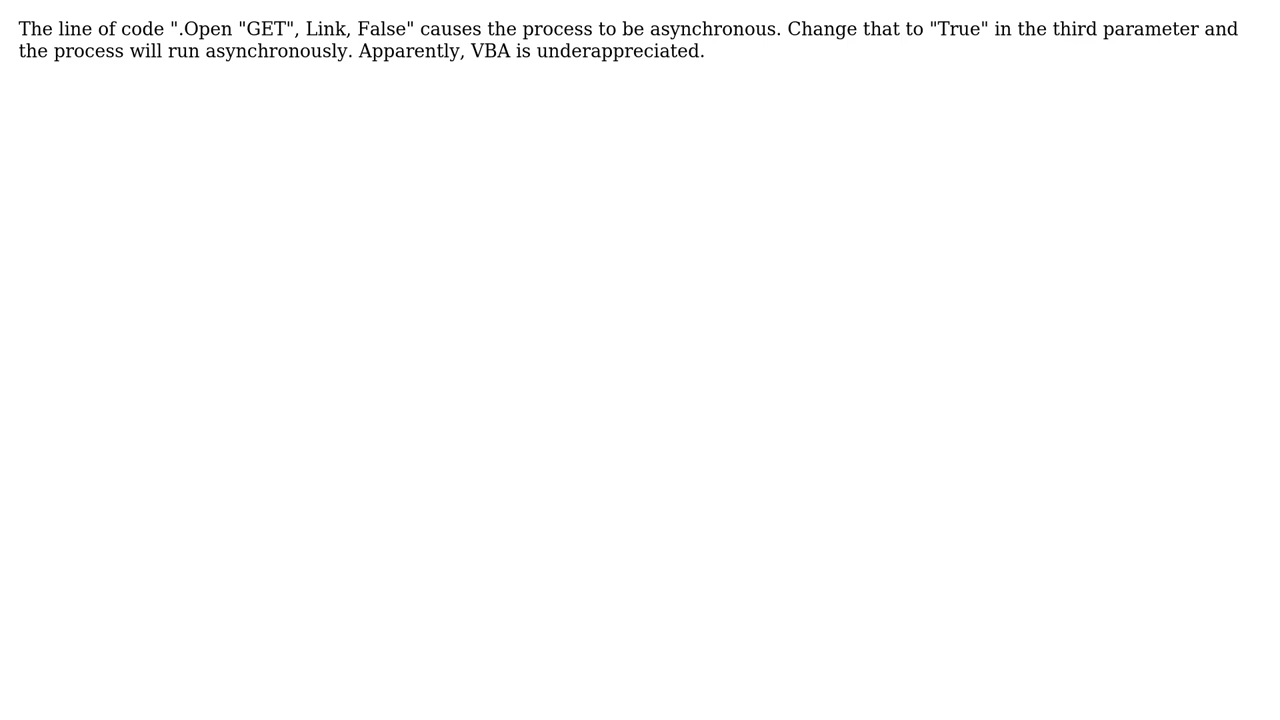 The line of code ".Open "GET", Link, False" causes the process to be asynchronous. Change that to "True" in the third parameter and
the process will run asynchronously. Apparently, VBA is underappreciated.